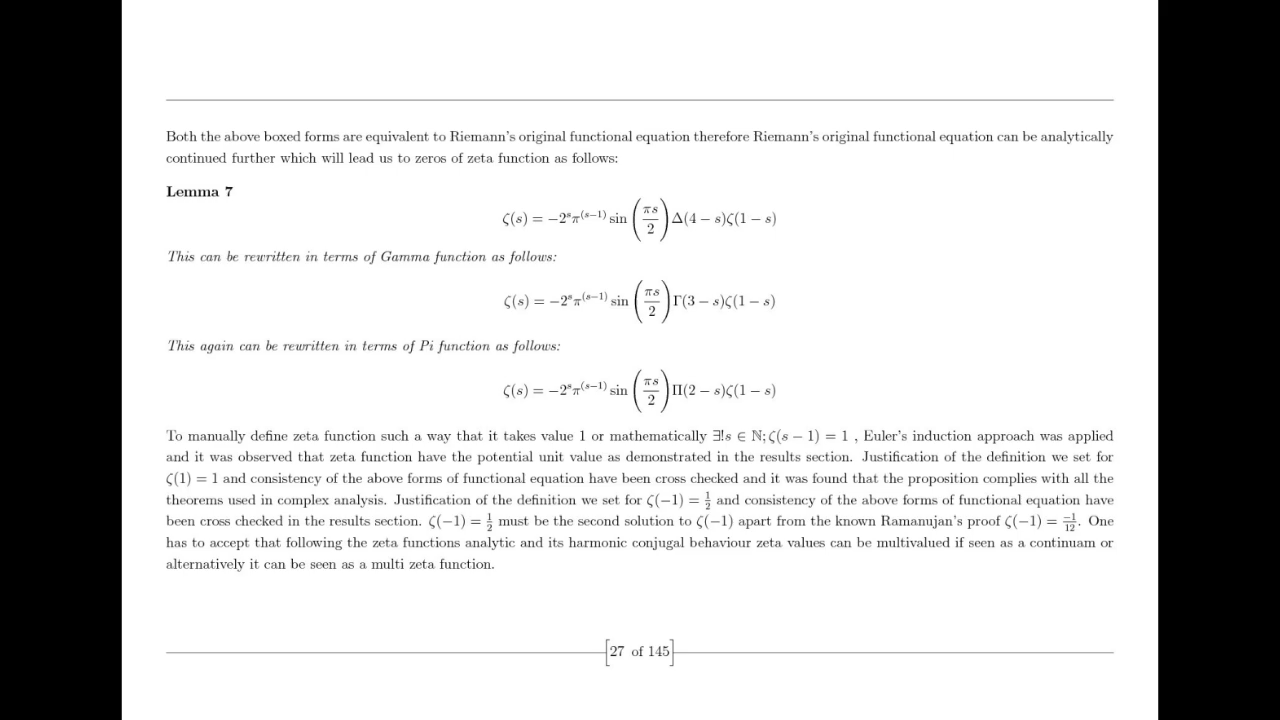 Both the above boxed forms are equivalent to Riemann's original functional equation therefore Riemann's original functional equation can be analytically
continued further which will lead us to zeros of zeta function as follows:
Lemma 7
ζ(s) = −2^s π^(s−1) sin(πs/2) Δ(4 − s)ζ(1 − s)
This can be rewritten in terms of Gamma function as follows:
ζ(s) = −2^s π^(s−1) sin(πs/2) Γ(3 − s)ζ(1 − s)
This again can be rewritten in terms of Pi function as follows:
ζ(s) = −2^s π^(s−1) sin(πs/2) Π(2 − s)ζ(1 − s)
To manually define zeta function such a way that it takes value 1 or mathematically ∃!s ∈ ℕ; ζ(s − 1) = 1 , Euler's induction approach was applied
and it was observed that zeta function have the potential unit value as demonstrated in the results section. Justification of the definition we set for
ζ(1) = 1 and consistency of the above forms of functional equation have been cross checked and it was found that the proposition complies with all the
theorems used in complex analysis. Justification of the definition we set for ζ(−1) = 1/2 and consistency of the above forms of functional equation have
been cross checked in the results section. ζ(−1) = 1/2 must be the second solution to ζ(−1) apart from the known Ramanujan's proof ζ(−1) = −1/12. One
has to accept that following the zeta functions analytic and its harmonic conjugal behaviour zeta values can be multivalued if seen as a continuam or
alternatively it can be seen as a multi zeta function.
[27 of 145]